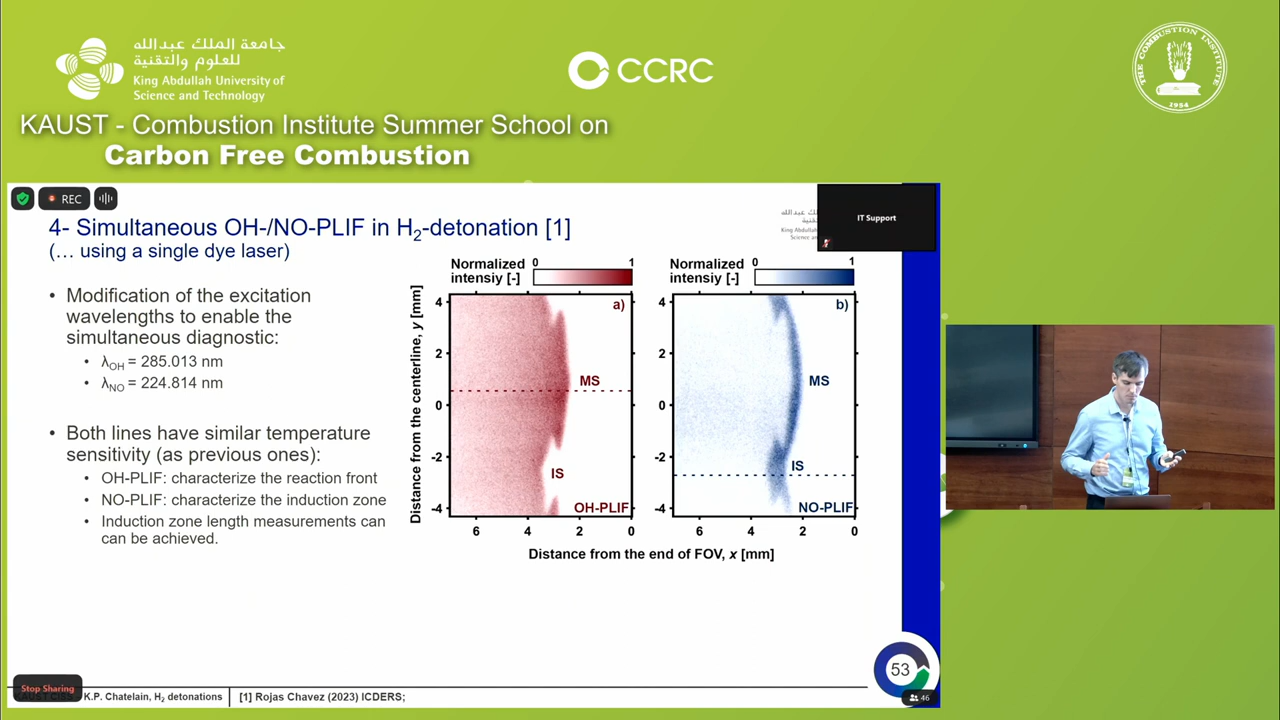 جامعة الملك عبدالله
للعلوم والتقنية
King Abdullah University of
Science and Technology
CCRC
THE COMBUSTION INSTITUTE
1954
KAUST - Combustion Institute Summer School on
Carbon Free Combustion
REC
IT Support
4- Simultaneous OH-/NO-PLIF in H2-detonation [1]
(... using a single dye laser)
• Modification of the excitation
wavelengths to enable the
simultaneous diagnostic:
• λOH = 285.013 nm
• λNO = 224.814 nm
• Both lines have similar temperature
sensitivity (as previous ones):
• OH-PLIF: characterize the reaction front
• NO-PLIF: characterize the induction zone
• Induction zone length measurements can
can be achieved.
Normalized
intensiy [-]
0 1
Normalized
intensiy [-]
0 1
Distance from the centerline, y [mm]
4
2
0
-2
-4
a)
MS
IS
OH-PLIF
6 4 2 0
4
2
0
-2
-4
b)
MS
IS
NO-PLIF
6 4 2 0
Distance from the end of FOV, x [mm]
53
46
Stop Sharing
K.P. Chatelain, H2 detonations
[1] Rojas Chavez (2023) ICDERS;